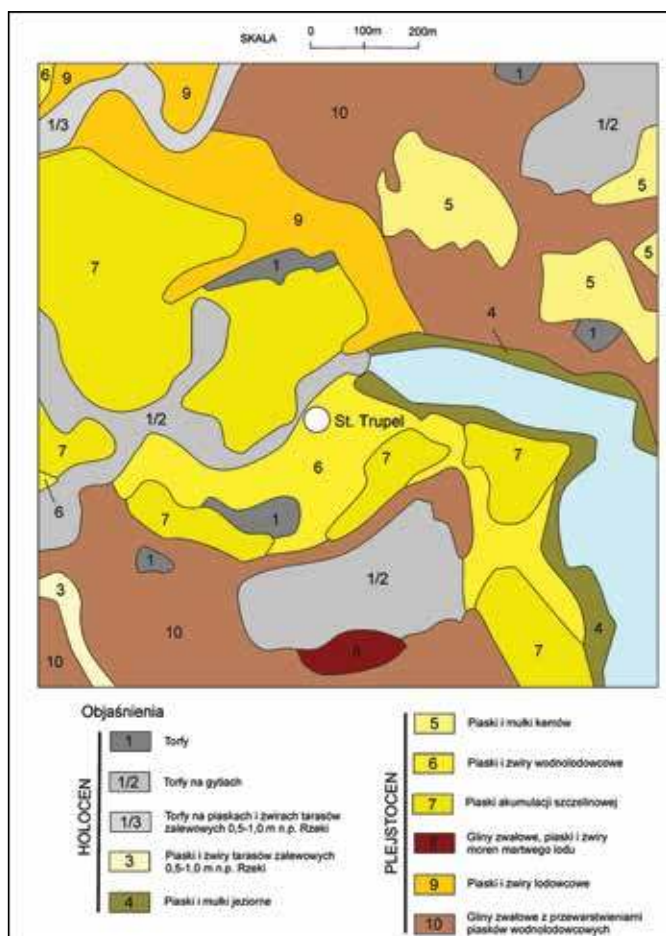 SKALA 0 100m 200m
6 9 9 1
1/3 10 1/2
5 5
9
7 5
1 5
4 1
1/2 St. Trupel
7 6 7 7
6 7 1
1 1/2
3
10 4
10 8 7
Objaśnienia
HOLOCEN
1 Torfy
1/2 Torfy na gytiach
1/3 Torfy na piaskach i żwirach tarasów
zalewowych 0,5-1,0 m n.p. Rzeki
3 Piaski i żwiry tarasów zalewowych
0,5-1,0 m n.p. Rzeki
4 Piaski i mułki jeziorne
PLEJSTOCEN
5 Piaski i mułki kemów
6 Piaski i żwiry wodnolodowcowe
7 Piaski akumulacji szczelinowej
8 Gliny zwałowe, piaski i żwiry
moren martwego lodu
9 Piaski i żwiry lodowcowe
10 Gliny zwałowe z przewarstwieniami
piasków wodnolodowcowych